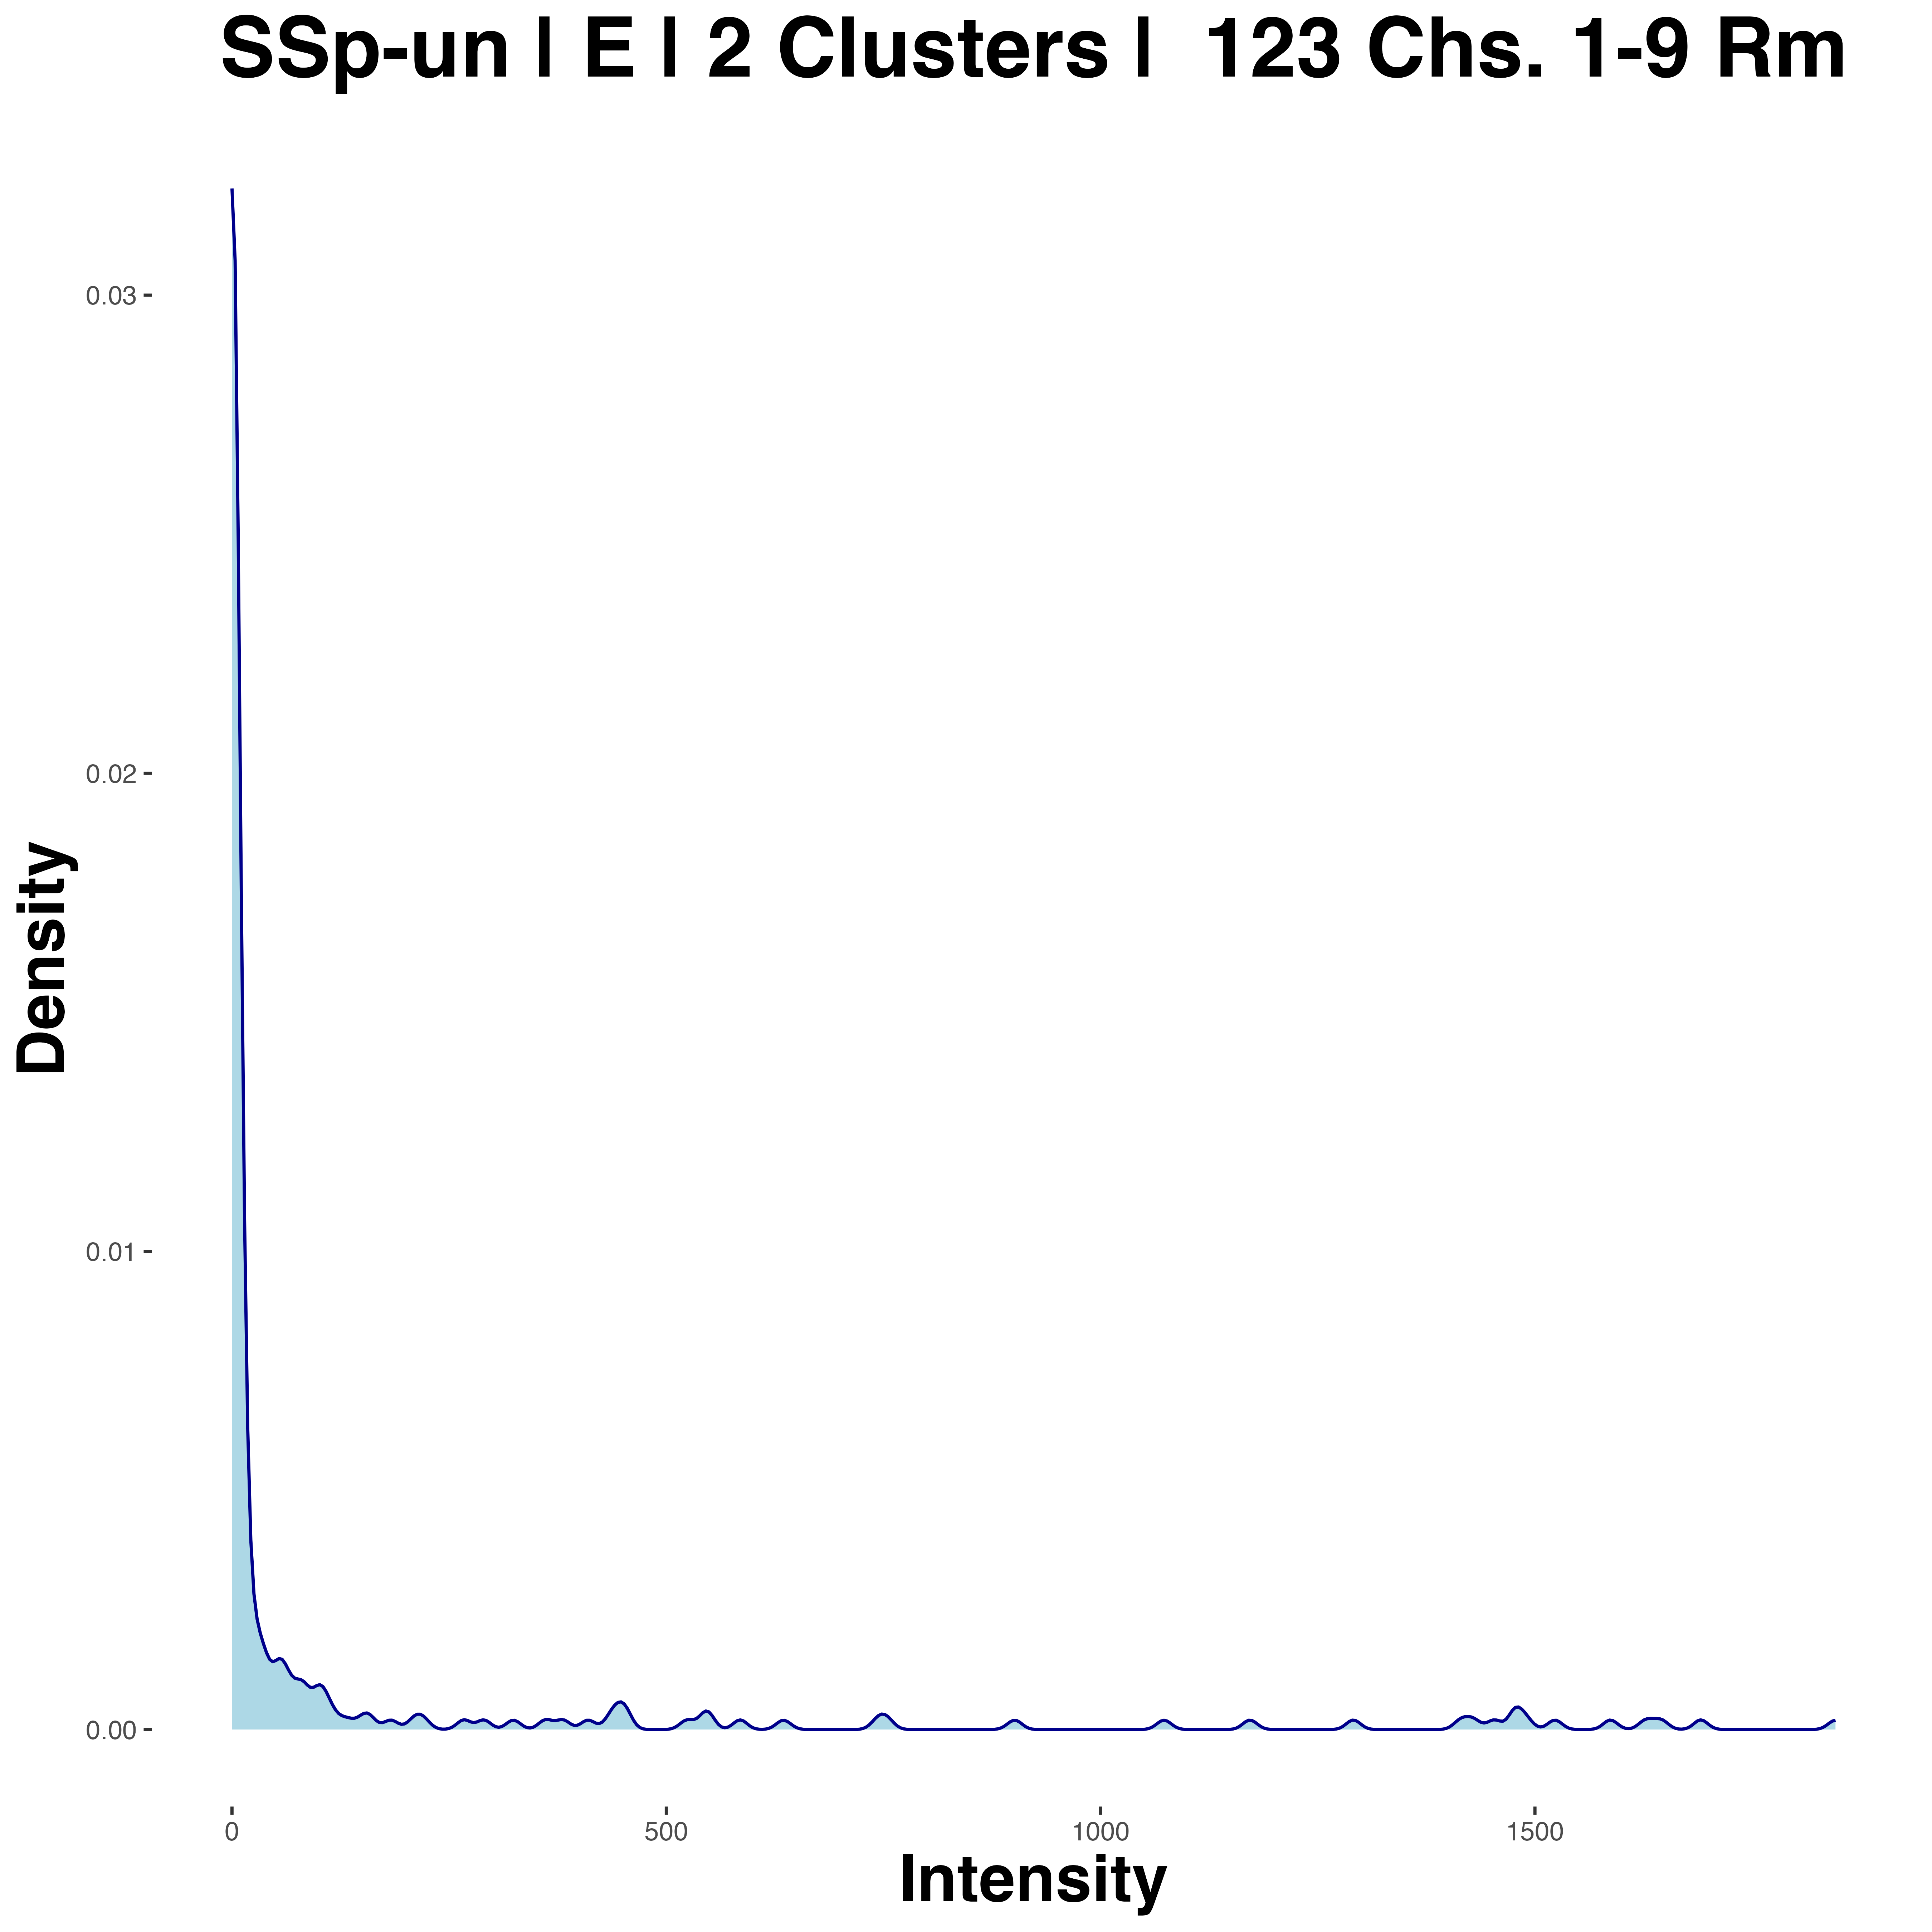 SSp-un | E | 2 Clusters |  123 Chs. 1-9 Rm
0.03
0.02
0.01
0.00
Density
0
500
1000
1500
Intensity